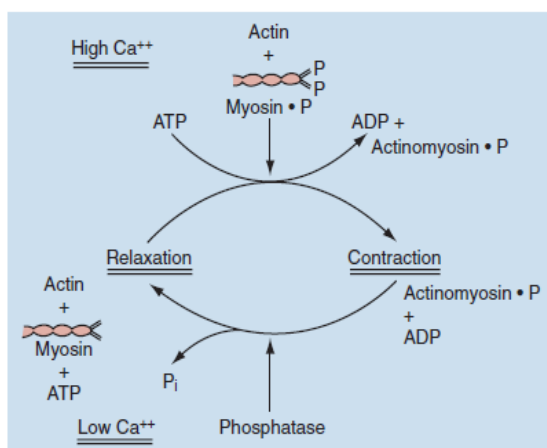 High Ca++
Actin
+
P
P
Myosin • P
ATP
ADP +
Actinomyosin • P
Relaxation
Contraction
Actin
+
Myosin
+
ATP
Actinomyosin • P
+
ADP
Pi
Low Ca++
Phosphatase